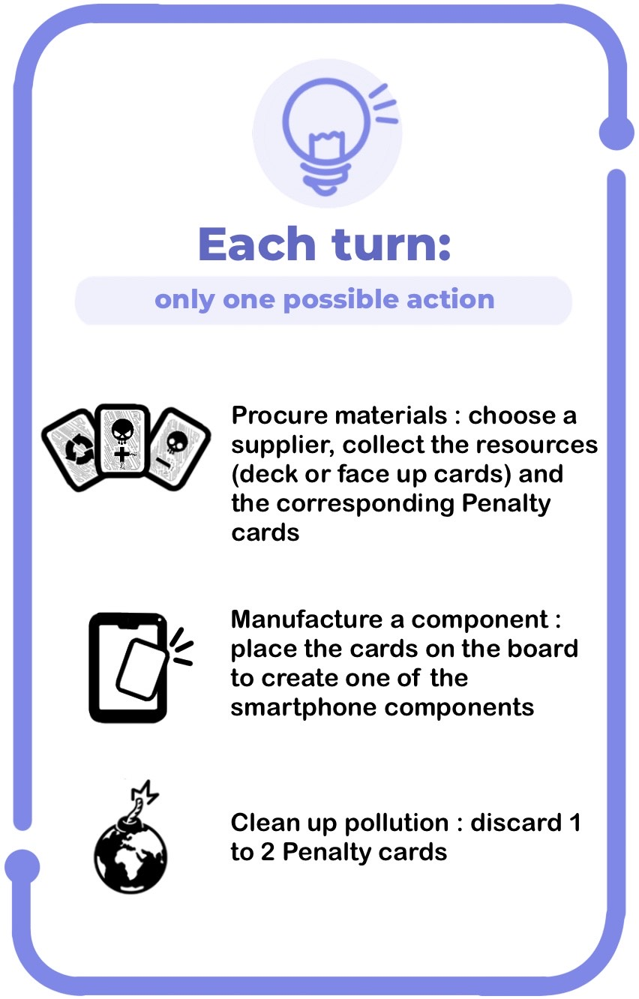 Each turn:
only one possible action
Procure materials : choose a
supplier, collect the resources
(deck or face up cards) and
the corresponding Penalty
cards
Manufacture a component :
place the cards on the board
to create one of the
smartphone components
Clean up pollution : discard 1
to 2 Penalty cards